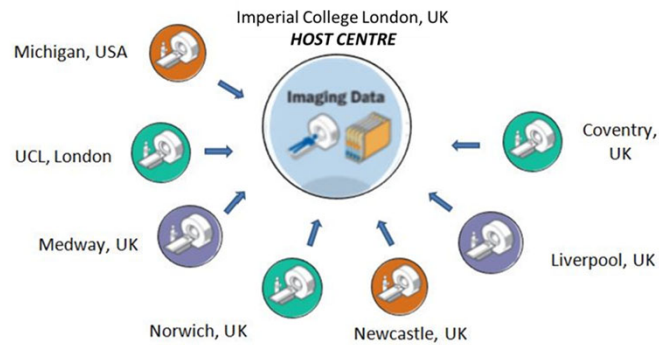 Imperial College London, UK
HOST CENTRE
Michigan, USA
Imaging Data
UCL, London
Coventry,
UK
Medway, UK
Liverpool, UK
Norwich, UK
Newcastle, UK